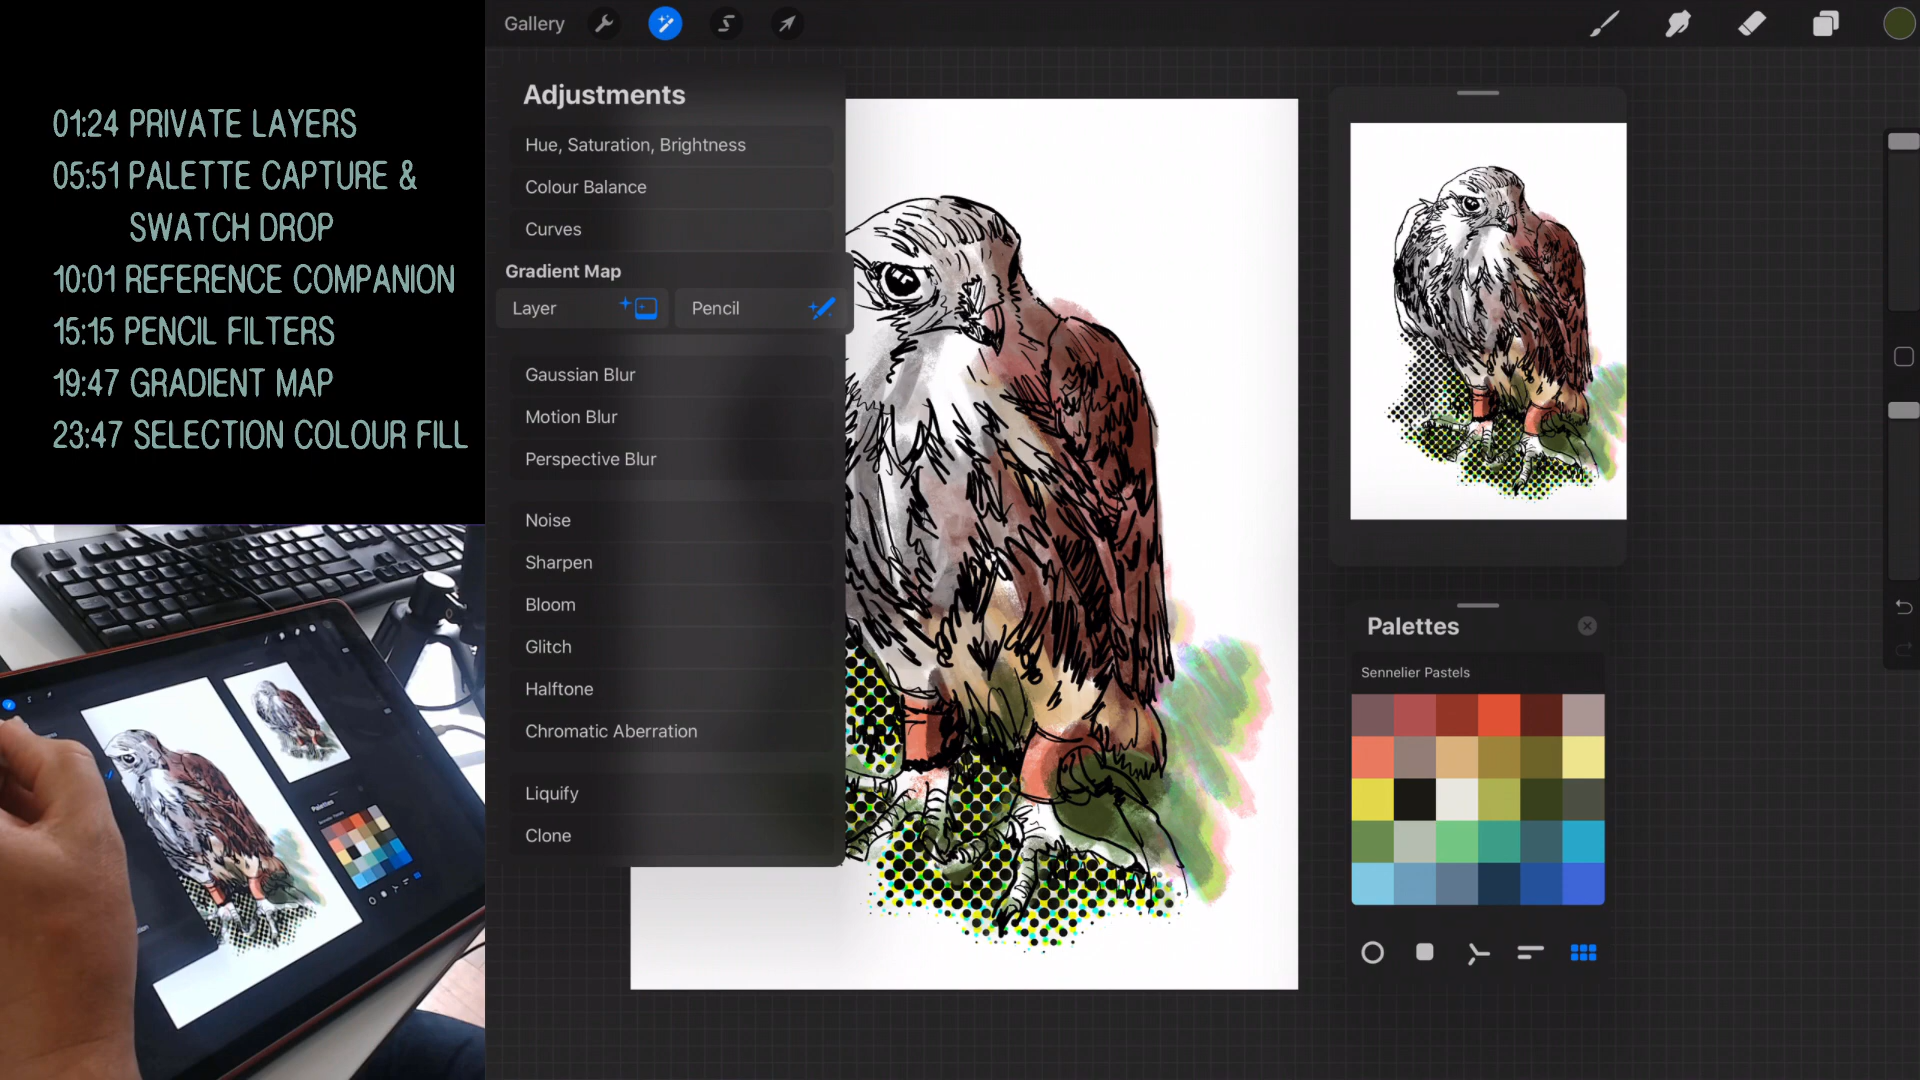 01:24 PRIVATE LAYERS
05:51 PALETTE CAPTURE &
SWATCH DROP
10:01 REFERENCE COMPANION
15:15 PENCIL FILTERS
19:47 GRADIENT MAP
23:47 SELECTION COLOUR FILL
Gallery
Adjustments
Hue, Saturation, Brightness
Colour Balance
Curves
Gradient Map
Layer
Pencil
Gaussian Blur
Motion Blur
Perspective Blur
Noise
Sharpen
Bloom
Glitch
Halftone
Chromatic Aberration
Liquify
Clone
Palettes
Sennelier Pastels
Palettes